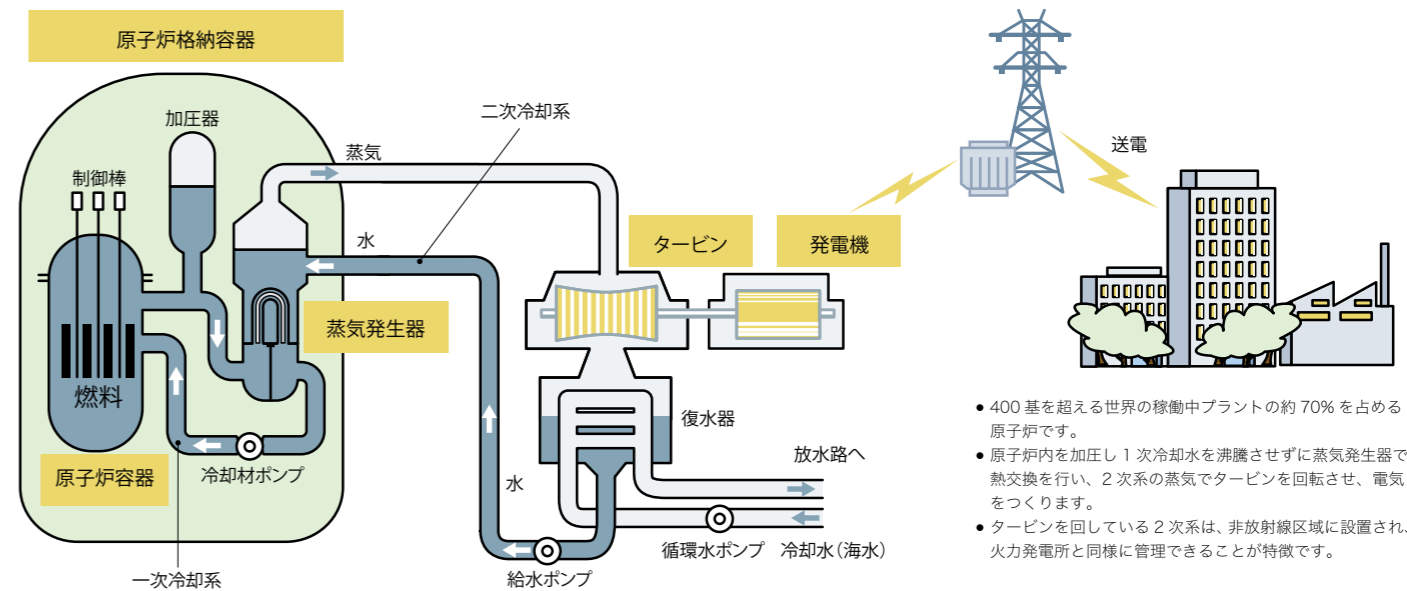 原子炉格納容器
加圧器
制御棒
蒸気
二次冷却系
水
蒸気発生器
燃料
原子炉容器
冷却材ポンプ
一次冷却系
タービン
発電機
送電
復水器
放水路へ
水
循環水ポンプ
冷却水(海水)
給水ポンプ
● 400 基を超える世界の稼働中プラントの約 70% を占める
原子炉です。
● 原子炉内を加圧し 1 次冷却水を沸騰させずに蒸気発生器で
熱交換を行い、2 次系の蒸気でタービンを回転させ、電気
をつくります。
● タービンを回している 2 次系は、非放射線区域に設置され、
火力発電所と同様に管理できることが特徴です。